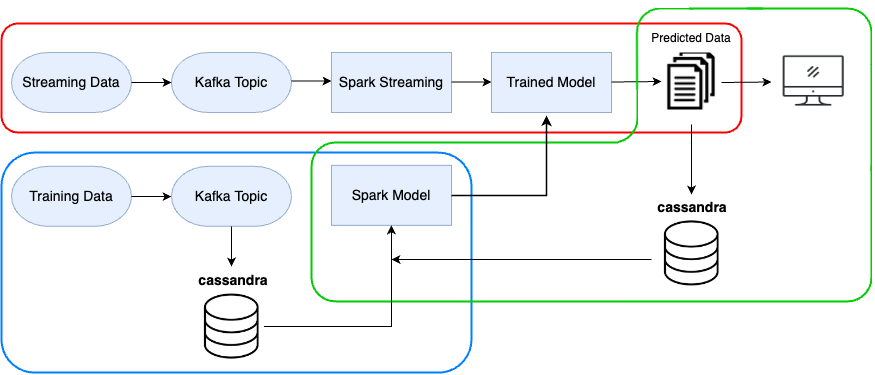 Predicted Data
Streaming Data
Kafka Topic
Spark Streaming
Trained Model
Training Data
Kafka Topic
Spark Model
cassandra
cassandra